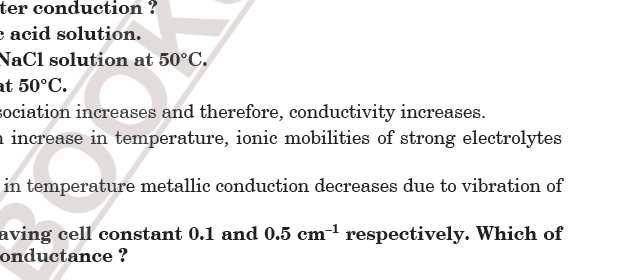 ter conduction ?
c acid solution.
NaCl solution at 50°C.
at 50°C.
sociation increases and therefore, conductivity increases.
increase in temperature, ionic mobilities of strong electrolytes
in temperature metallic conduction decreases due to vibration of
aving cell constant 0.1 and 0.5 cm⁻¹ respectively. Which of
onductance ?
BOOK